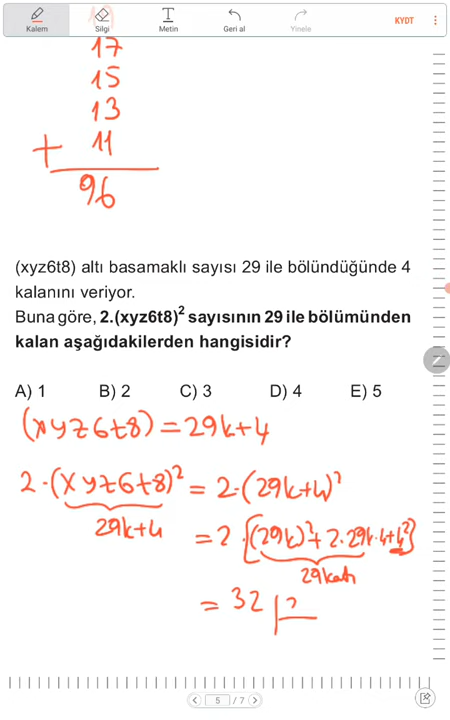 Kalem Silgi Metin Geri al Yinele KYDT
17
15
13
+ 11
96
(xyz6t8) altı basamaklı sayısı 29 ile bölündüğünde 4
kalanını veriyor.
Buna göre, 2.(xyz6t8)² sayısının 29 ile bölümünden
kalan aşağıdakilerden hangisidir?
A) 1 B) 2 C) 3 D) 4 E) 5
(xyz6t8) = 29k+4
2·(xyz6t8)² = 2·(29k+4)²
29k+4
= 2·[(29k)²+2·29k·4+4²]
29 katı
= 32 | ?
5 / 7